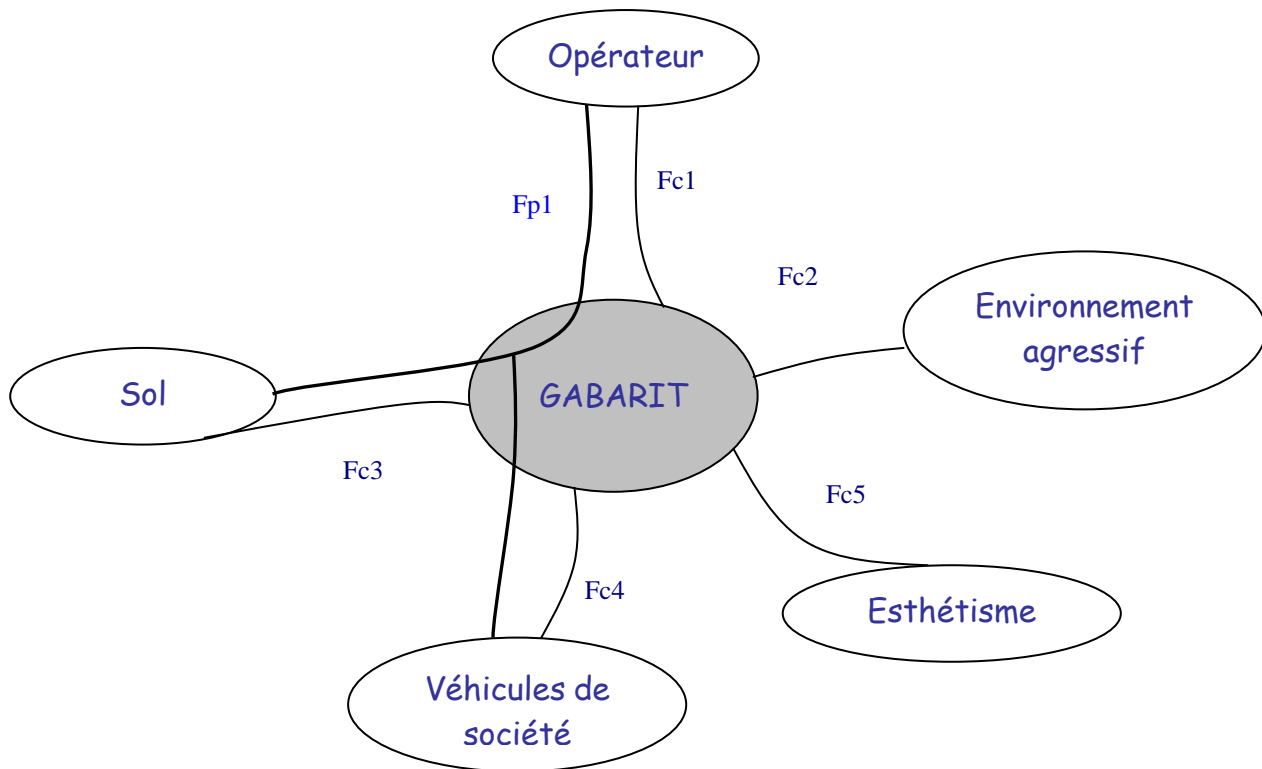 Opérateur
Fc1
Fp1
Fc2
Environnement
agressif
Sol
GABARIT
Fc3
Fc5
Fc4
Esthétisme
Véhicules de
société